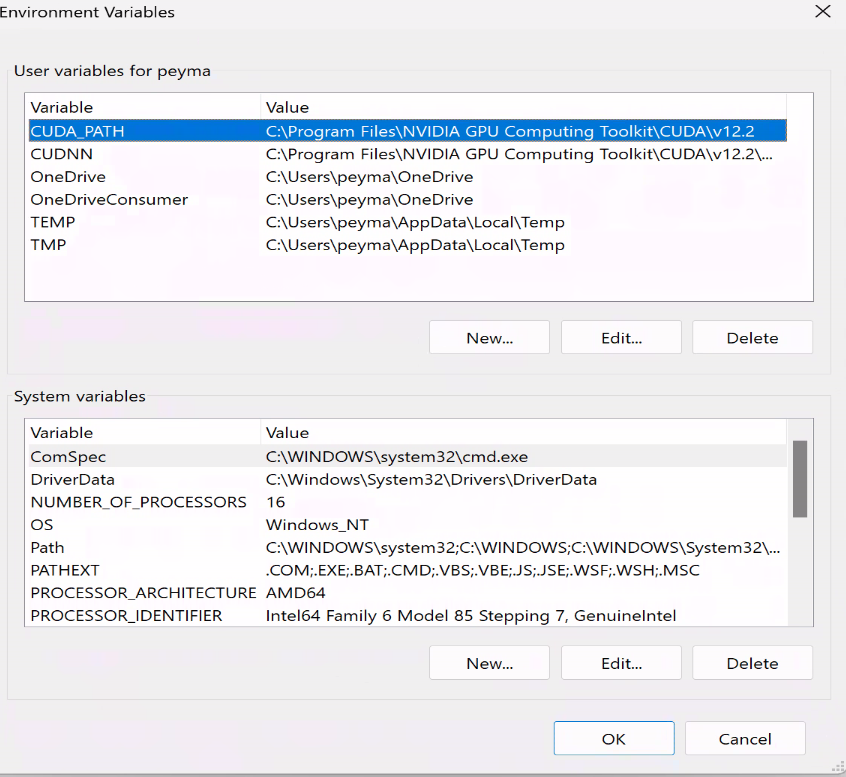 Environment Variables
User variables for peyma
Variable Value
CUDA_PATH C:\Program Files\NVIDIA GPU Computing Toolkit\CUDA\v12.2
CUDNN C:\Program Files\NVIDIA GPU Computing Toolkit\CUDA\v12.2\...
OneDrive C:\Users\peyma\OneDrive
OneDriveConsumer C:\Users\peyma\OneDrive
TEMP C:\Users\peyma\AppData\Local\Temp
TMP C:\Users\peyma\AppData\Local\Temp
New... Edit... Delete
System variables
Variable Value
ComSpec C:\WINDOWS\system32\cmd.exe
DriverData C:\Windows\System32\Drivers\DriverData
NUMBER_OF_PROCESSORS 16
OS Windows_NT
Path C:\WINDOWS\system32;C:\WINDOWS;C:\WINDOWS\System32\...
PATHEXT .COM;.EXE;.BAT;.CMD;.VBS;.VBE;.JS;.JSE;.WSF;.WSH;.MSC
PROCESSOR_ARCHITECTURE AMD64
PROCESSOR_IDENTIFIER Intel64 Family 6 Model 85 Stepping 7, GenuineIntel
New... Edit... Delete
OK Cancel